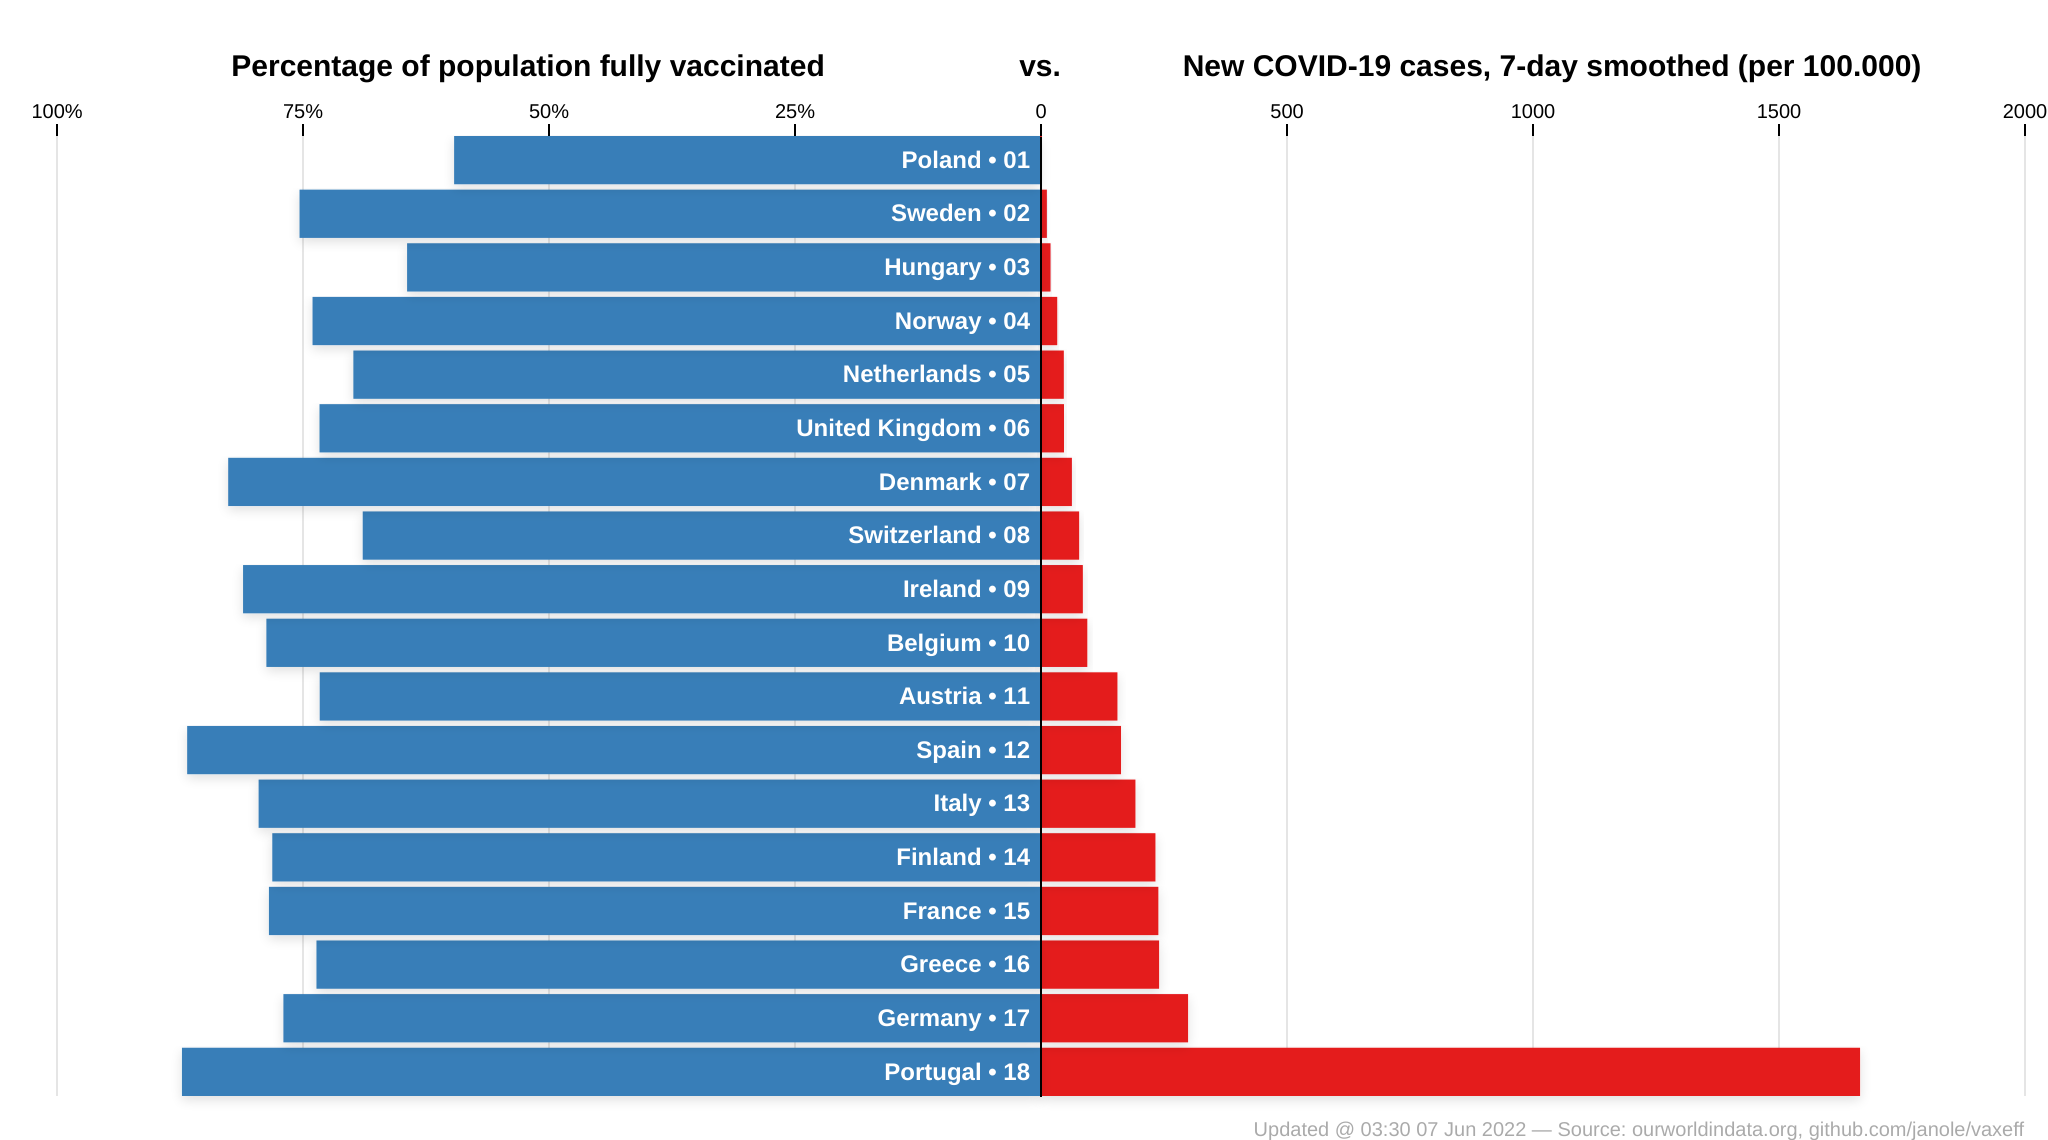 Percentage of population fully vaccinated vs. New COVID-19 cases, 7-day smoothed (per 100.000)
100% 75% 50% 25% 0 500 1000 1500 2000
Poland • 01
Sweden • 02
Hungary • 03
Norway • 04
Netherlands • 05
United Kingdom • 06
Denmark • 07
Switzerland • 08
Ireland • 09
Belgium • 10
Austria • 11
Spain • 12
Italy • 13
Finland • 14
France • 15
Greece • 16
Germany • 17
Portugal • 18
Updated @ 03:30 07 Jun 2022 — Source: ourworldindata.org, github.com/janole/vaxeff